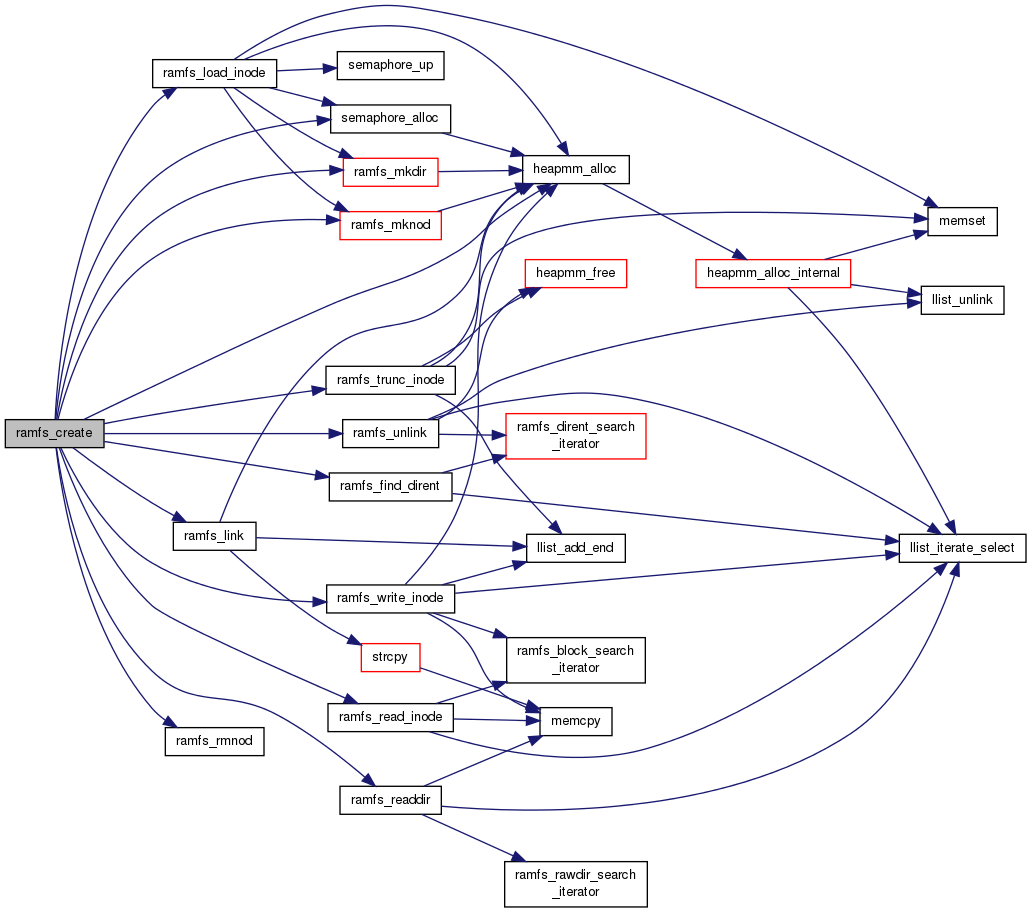 ramfs_load_inode
semaphore_up
semaphore_alloc
heapmm_alloc
ramfs_mkdir
ramfs_mknod
memset
heapmm_free
heapmm_alloc_internal
llist_unlink
ramfs_trunc_inode
ramfs_create
ramfs_unlink
ramfs_dirent_search
_iterator
ramfs_find_dirent
ramfs_link
llist_add_end
llist_iterate_select
ramfs_write_inode
strcpy
ramfs_block_search
_iterator
ramfs_read_inode
memcpy
ramfs_rmnod
ramfs_readdir
ramfs_rawdir_search
_iterator